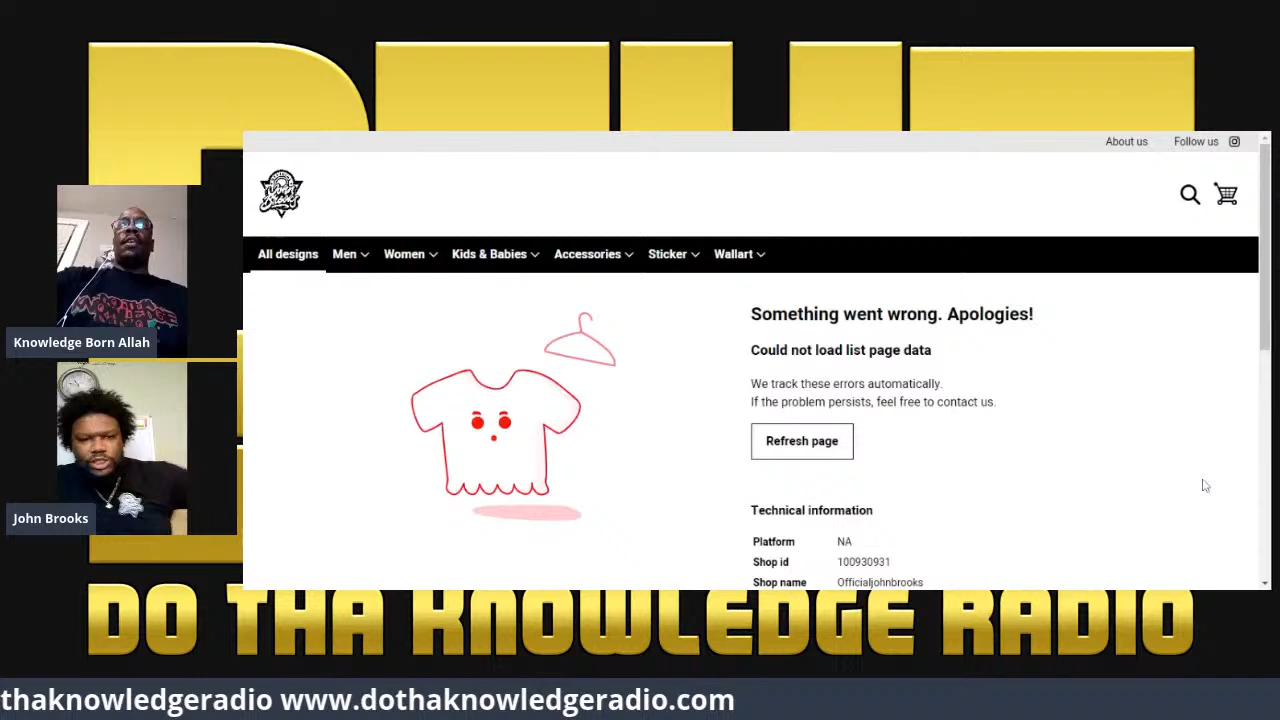 About us
Follow us
All designs
Men
Women
Kids & Babies
Accessories
Sticker
Wallart
Something went wrong. Apologies!
Could not load list page data
We track these errors automatically.
If the problem persists, feel free to contact us.
Refresh page
Technical information
Platform NA
Shop id 100930931
Shop name Officialjohnbrooks
Knowledge Born Allah
John Brooks
DO THA KNOWLEDGE RADIO
thaknowledgeradio www.dothaknowledgeradio.com